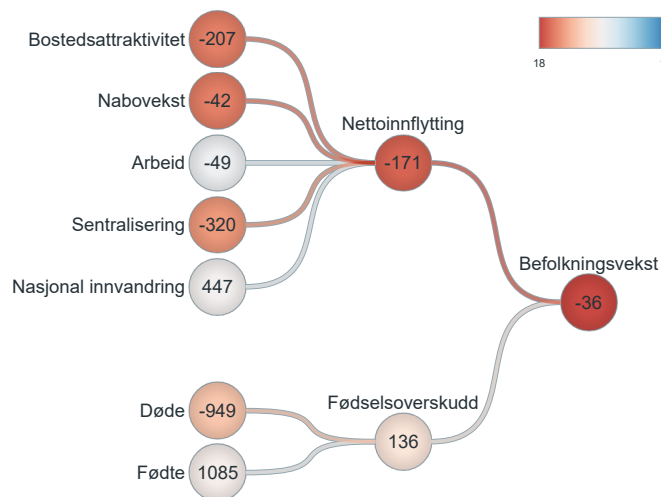 Bostedsattraktivitet
-207
Nabovekst
-42
Nettoinnflytting
Arbeid
-49
-171
Sentralisering
-320
Befolkningsvekst
Nasjonal innvandring
447
-36
Døde
-949
Fødselsoverskudd
136
Fødte
1085
18